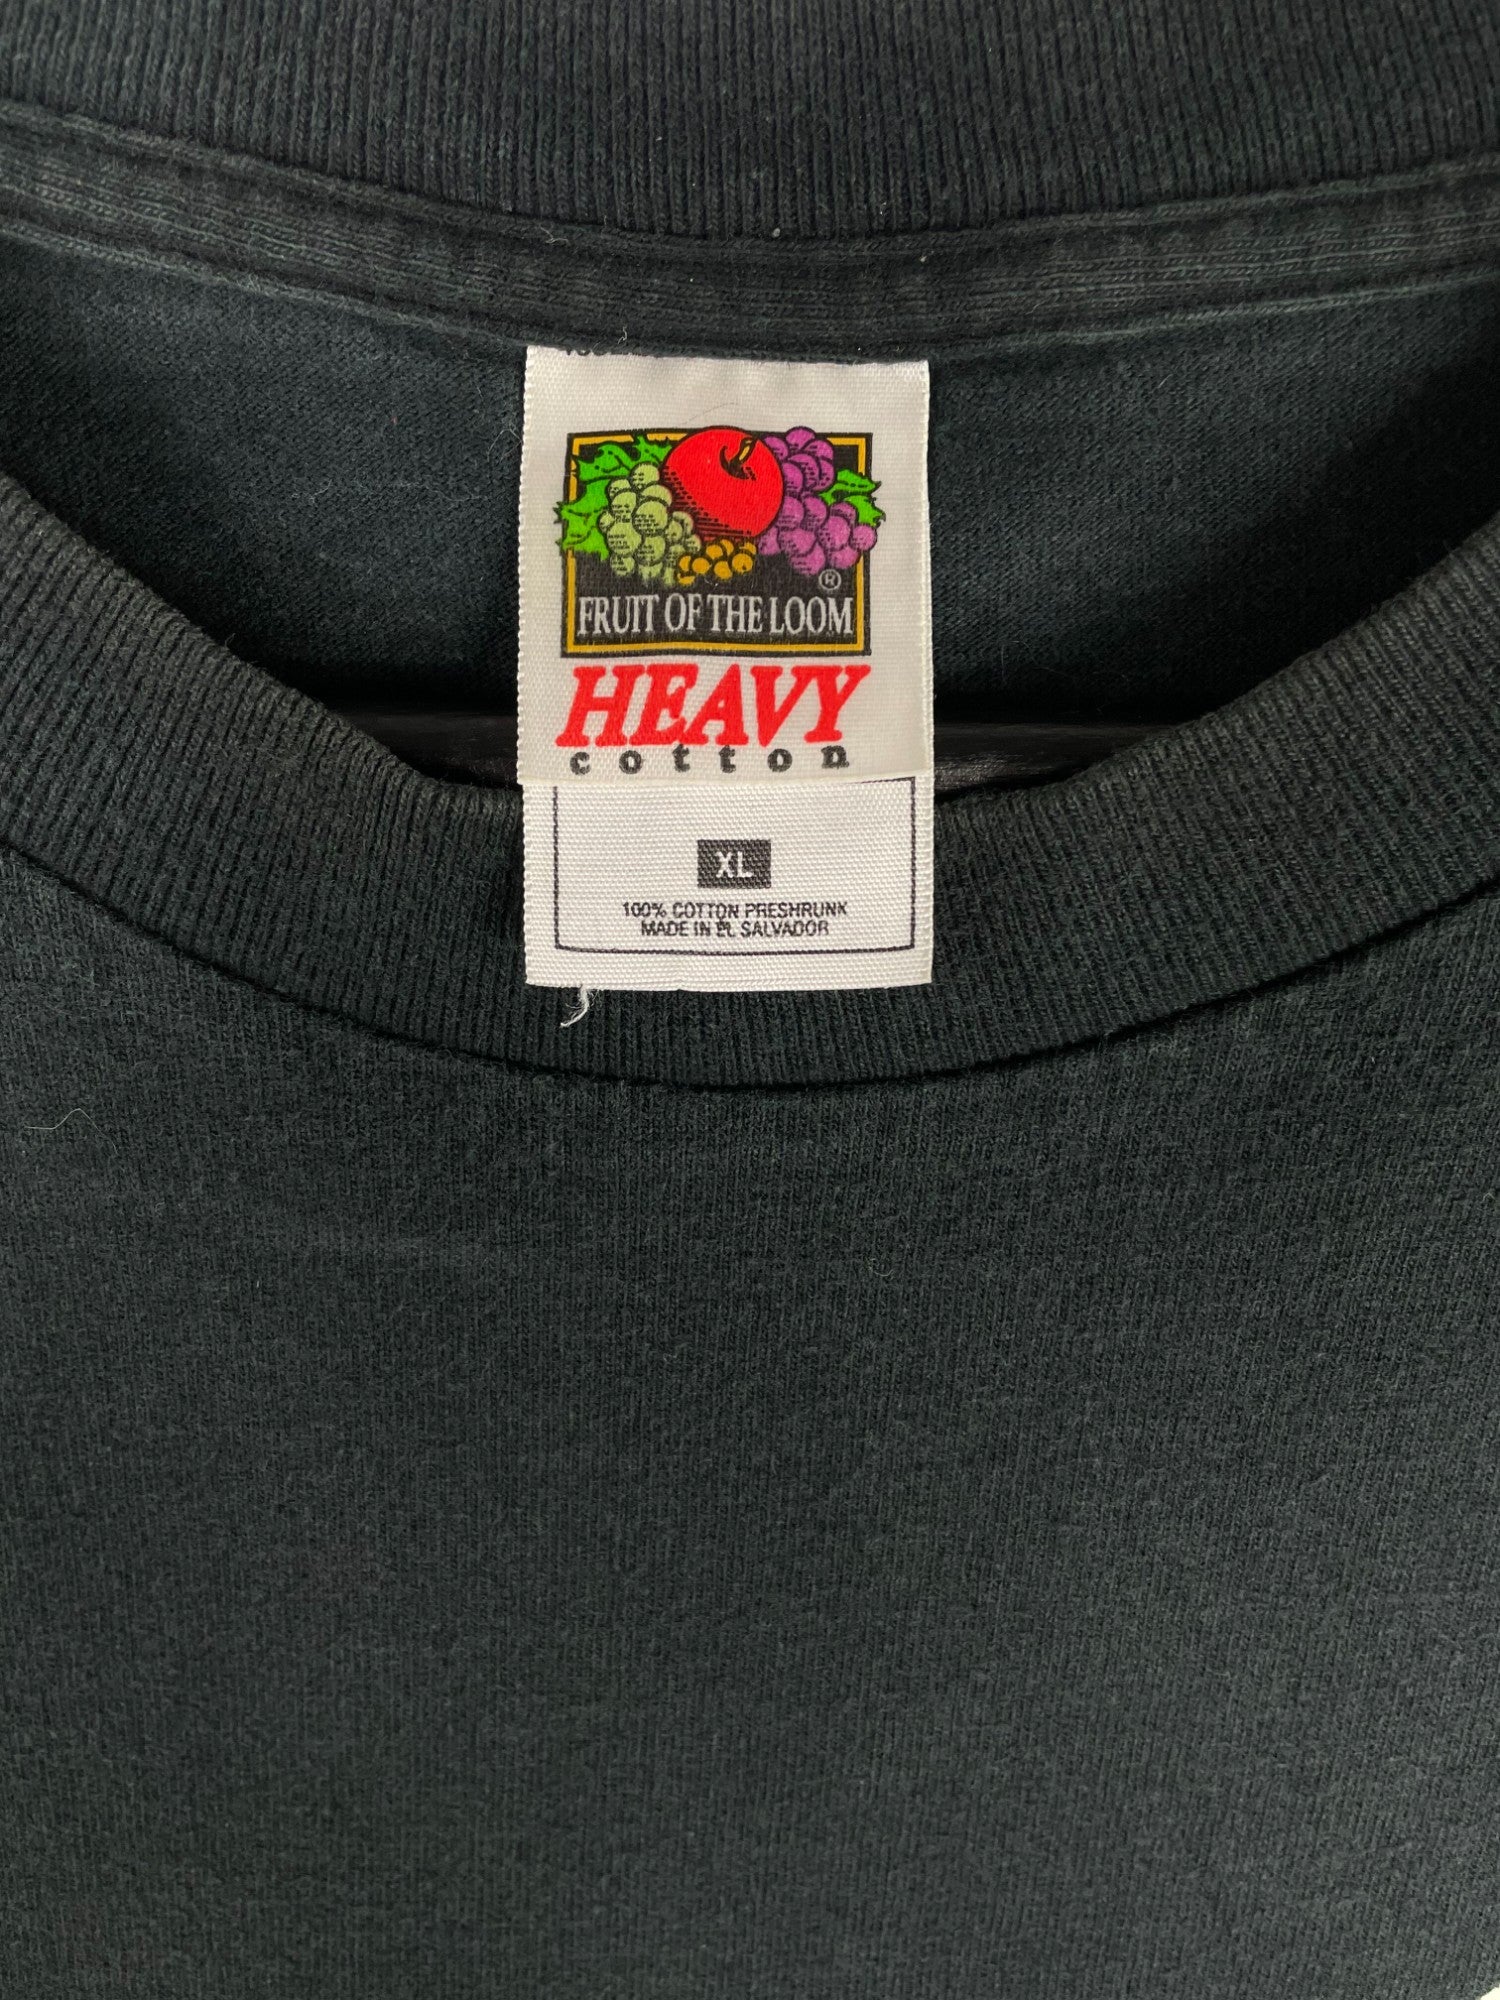 ®
FRUIT OF THE LOOM
HEAVY
cotton
XL
100% COTTON PRESHRUNK
MADE IN EL SALVADOR